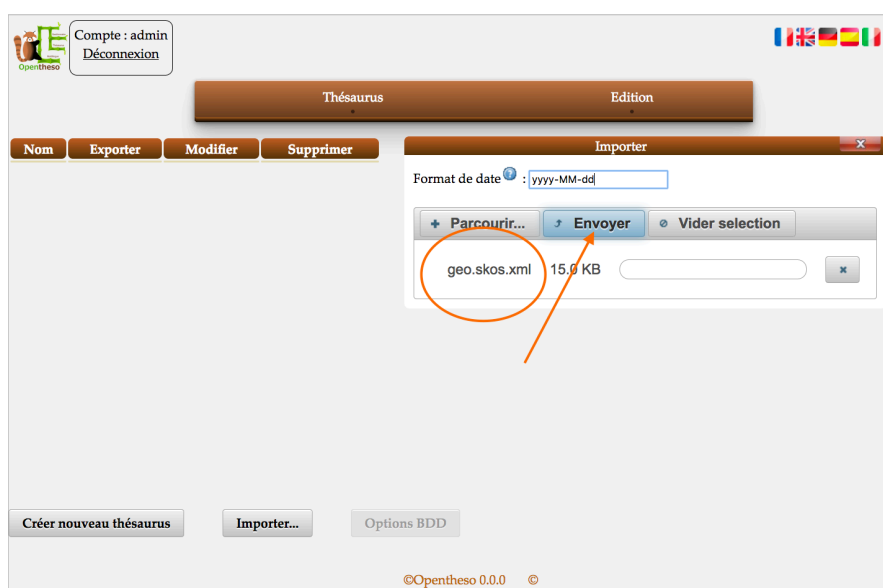 Compte : admin
Déconnexion
Opentheso
Thésaurus Edition
Nom Exporter Modifier Supprimer
Importer x
Format de date ? : yyyy-MM-dd
Parcourir... Envoyer Vider selection
geo.skos.xml 15.0 KB
Créer nouveau thésaurus Importer... Options BDD
©Opentheso 0.0.0 ©